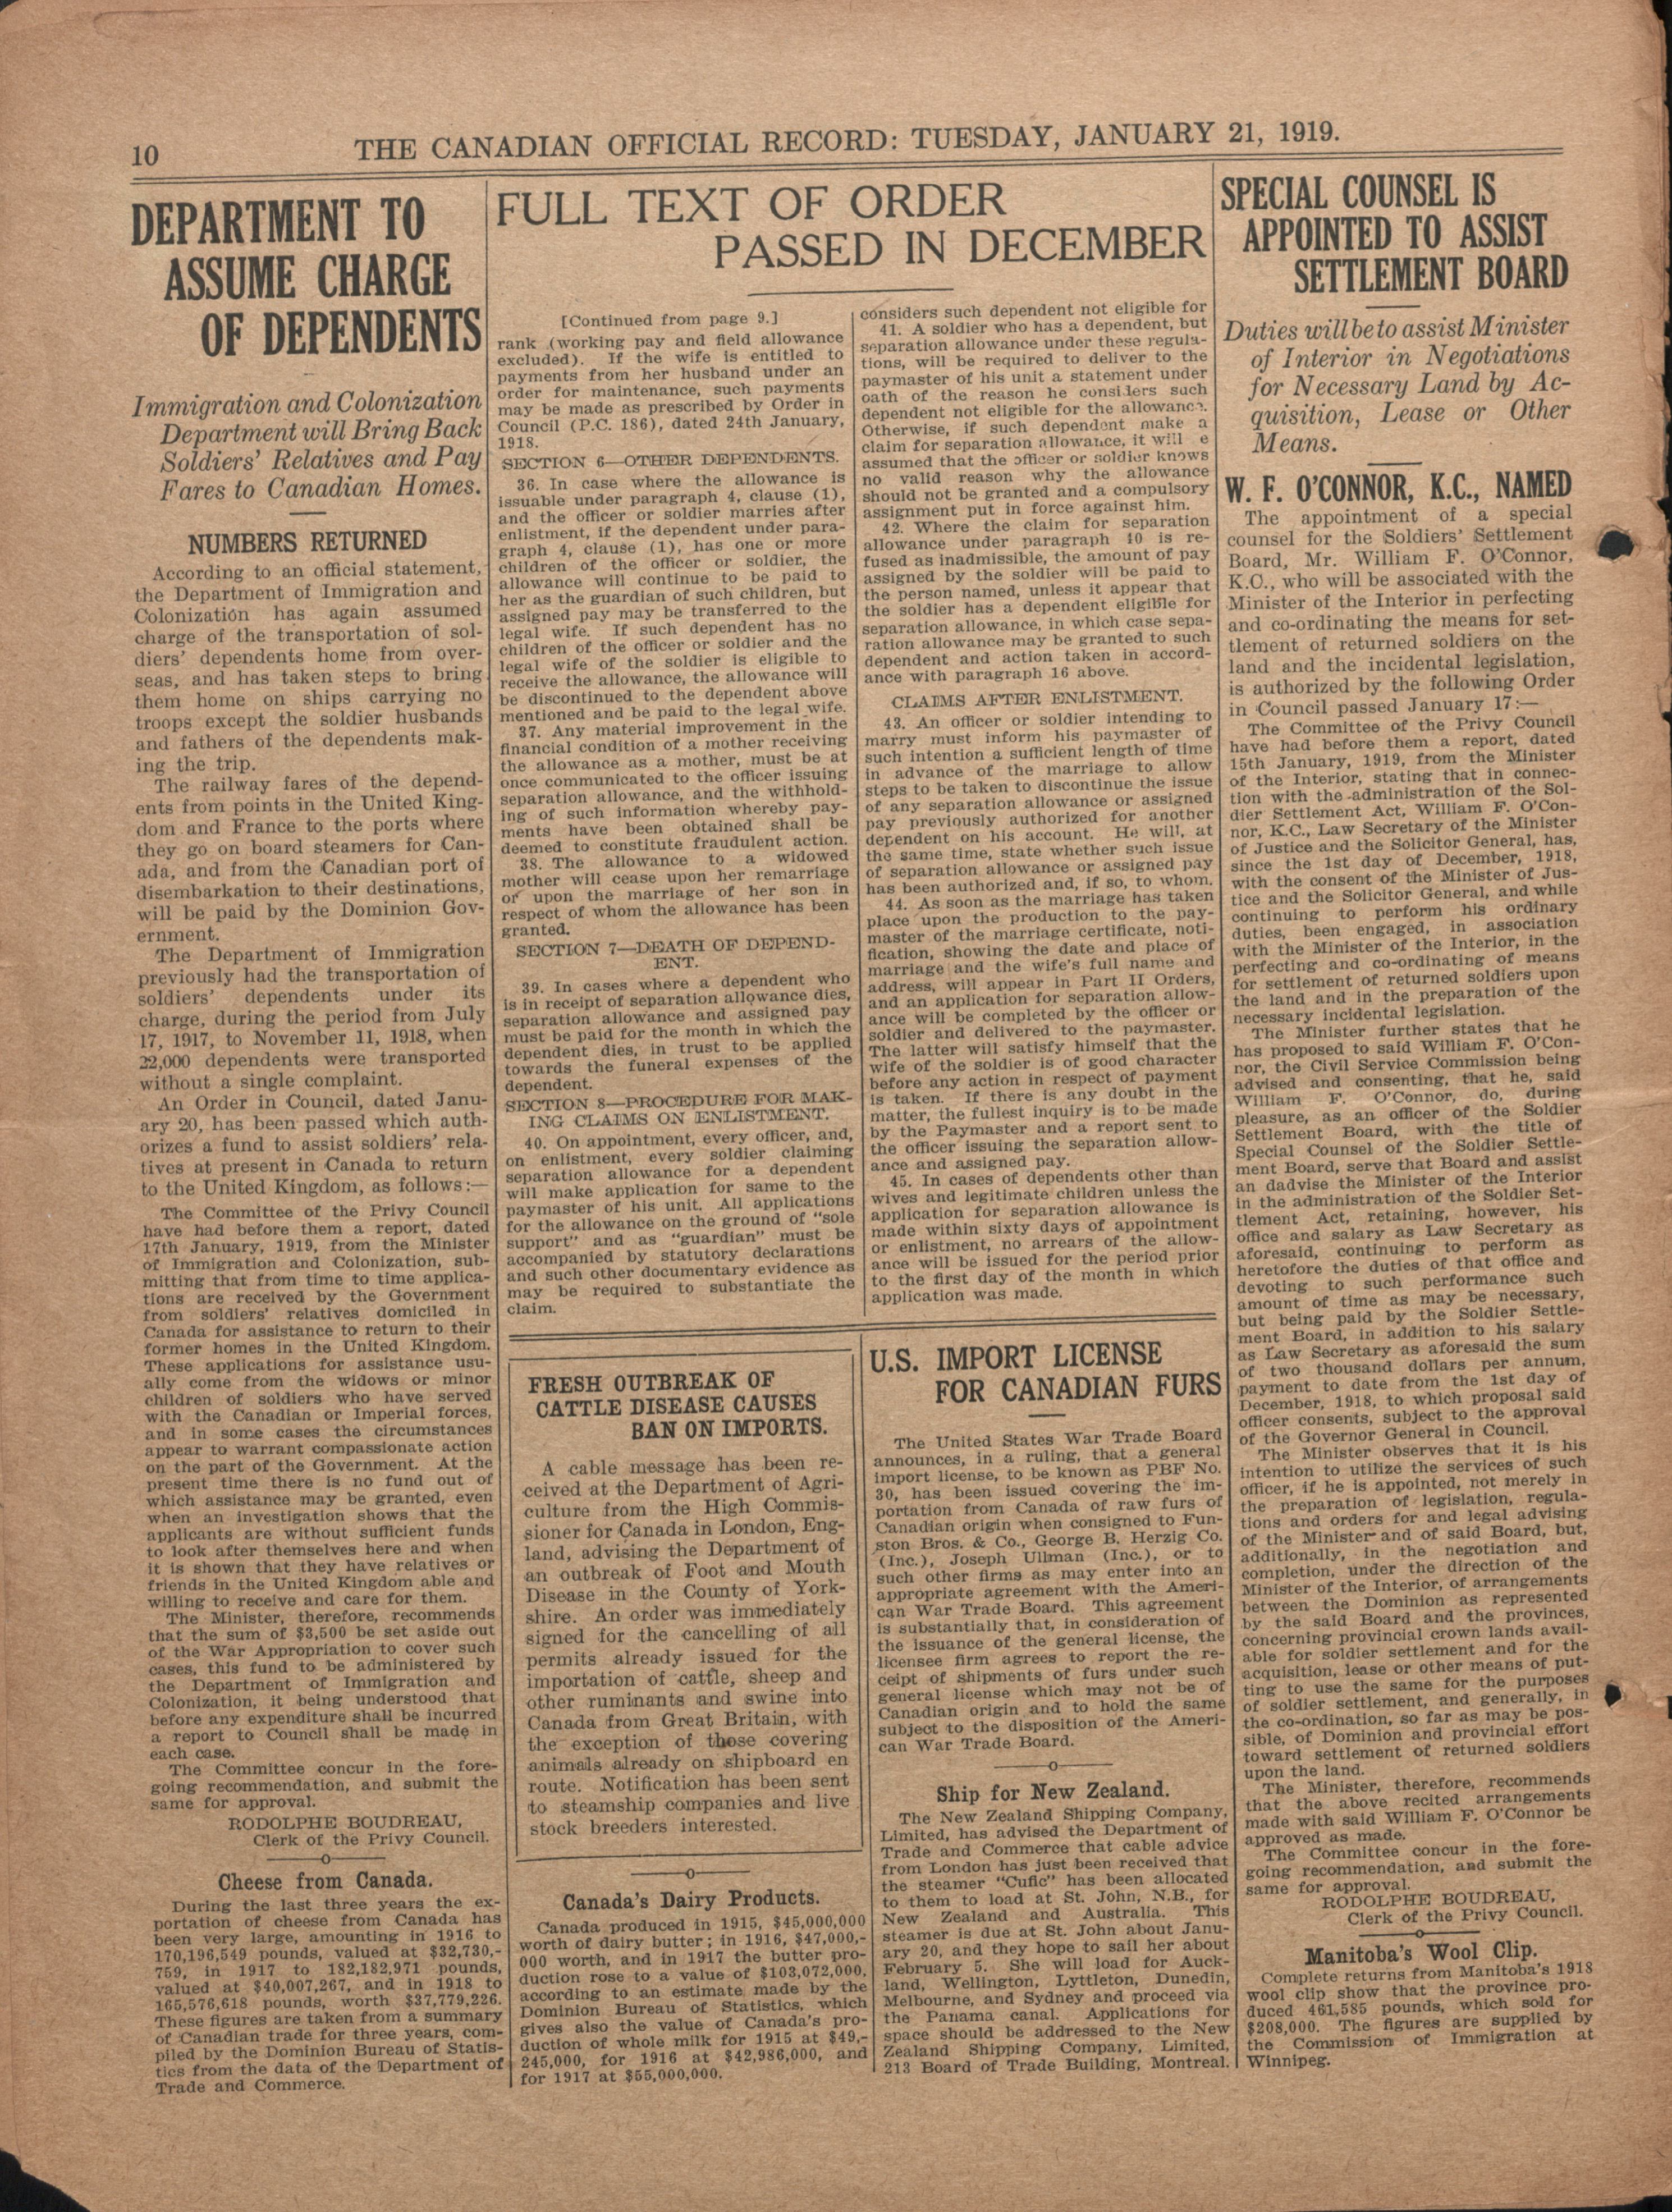 10
THE CANADIAN OFFICIAL RECORD: TUESDAY, JANUARY 21, 1919.
DEPARTMENT TO
ASSUME CHARGE
OF DEPENDENTS
Immigration and Colonization
Department will Bring Back
Soldiers' Relatives and Pay
Fares to Canadian Homes.
NUMBERS RETURNED
According to an official statement,
the Department of Immigration and
Colonization has again assumed
charge of the transportation of sol-
diers' dependents home from over-
seas, and has taken steps to bring
them home on ships carrying no
troops except the soldier husbands
and fathers of the dependents mak-
ing the trip.
The railway fares of the depend-
ents from points in the United King-
dom and France to the ports where
they go on board steamers for Can-
ada, and from the Canadian port of
disembarkation to their destinations,
will be paid by the Dominion Gov-
ernment.
The Department of Immigration
previously had the transportation of
soldiers' dependents under its
charge, during the period from July
17, 1917, to November 11, 1918, when
22,000 dependents were transported
without a single complaint.
An Order in Council, dated Janu-
ary 20, has been passed which auth-
orizes a fund to assist soldiers' rela-
tives at present in Canada to return
to the United Kingdom, as follows:—
The Committee of the Privy Council
have had before them a report, dated
17th January, 1919, from the Minister
of Immigration and Colonization, sub-
mitting that from time to time applica-
tions are received by the Government
from soldiers' relatives domiciled in
Canada for assistance to return to their
former homes in the United Kingdom.
These applications for assistance usu-
ally come from the widows or minor
children of soldiers who have served
with the Canadian or Imperial forces,
and in some cases the circumstances
appear to warrant compassionate action
on the part of the Government. At the
present time there is no fund out of
which assistance may be granted, even
when an investigation shows that the
applicants are without sufficient funds
to look after themselves here and when
it is shown that they have relatives or
friends in the United Kingdom able and
willing to receive and care for them.
The Minister, therefore, recommends
that the sum of $3,500 be set aside out
of the War Appropriation to cover such
cases, this fund to be administered by
the Department of Immigration and
Colonization, it being understood that
before any expenditure shall be incurred
a report to Council shall be made in
each case.
The Committee concur in the fore-
going recommendation, and submit the
same for approval.
RODOLPHE BOUDREAU,
Clerk of the Privy Council.
Cheese from Canada.
During the last three years the ex-
portation of cheese from Canada has
been very large, amounting in 1916 to
170,196,549 pounds, valued at $32,730,-
759, in 1917 to 182,182,971 pounds,
valued at $40,007,267, and in 1918 to
165,576,618 pounds, worth $37,779,226.
These figures are taken from a summary
of Canadian trade for three years, com-
piled by the Dominion Bureau of Statis-
tics from the data of the Department of
Trade and Commerce.
FULL TEXT OF ORDER
PASSED IN DECEMBER
[Continued from page 9.]
rank (working pay and field allowance
excluded). If the wife is entitled to
payments from her husband under an
order for maintenance, such payments
may be made as prescribed by Order in
Council (P.C. 186), dated 24th January,
1918.
SECTION 6—OTHER DEPENDENTS.
36. In case where the allowance is
issuable under paragraph 4, clause (1),
and the officer or soldier marries after
enlistment, if the dependent under para-
graph 4, clause (1), has one or more
children of the officer or soldier, the
allowance will continue to be paid to
her as the guardian of such children, but
assigned pay may be transferred to the
legal wife. If such dependent has no
children of the officer or soldier and the
legal wife of the soldier is eligible to
receive the allowance, the allowance will
be discontinued to the dependent above
mentioned and be paid to the legal wife.
37. Any material improvement in the
financial condition of a mother receiving
the allowance as a mother, must be at
once communicated to the officer issuing
separation allowance, and the withhold-
ing of such information whereby pay-
ments have been obtained shall be
deemed to constitute fraudulent action.
38. The allowance to a widowed
mother will cease upon her remarriage
or upon the marriage of her son in
respect of whom the allowance has been
granted.
SECTION 7—DEATH OF DEPEND-
ENT.
39. In cases where a dependent who
is in receipt of separation allowance dies,
separation allowance and assigned pay
must be paid for the month in which the
dependent dies, in trust to be applied
towards the funeral expenses of the
dependent.
SECTION 8—PROCEDURE FOR MAK-
ING CLAIMS ON ENLISTMENT.
40. On appointment, every officer, and,
on enlistment, every soldier claiming
separation allowance for a dependent
will make application for same to the
paymaster of his unit. All applications
for the allowance on the ground of "sole
support" and as "guardian" must be
accompanied by statutory declarations
and such other documentary evidence as
may be required to substantiate the
claim.
considers such dependent not eligible for
41. A soldier who has a dependent, but
separation allowance under these regula-
tions, will be required to deliver to the
paymaster of his unit a statement under
oath of the reason he considers such
dependent not eligible for the allowance.
Otherwise, if such dependent make a
claim for separation allowance, it will e
assumed that the officer or soldier knows
no valid reason why the allowance
should not be granted and a compulsory
assignment put in force against him.
42. Where the claim for separation
allowance under paragraph 40 is re-
fused as inadmissible, the amount of pay
assigned by the soldier will be paid to
the person named, unless it appear that
the soldier has a dependent eligible for
separation allowance, in which case sepa-
ration allowance may be granted to such
dependent and action taken in accord-
ance with paragraph 16 above.
CLAIMS AFTER ENLISTMENT.
43. An officer or soldier intending to
marry must inform his paymaster of
such intention a sufficient length of time
in advance of the marriage to allow
steps to be taken to discontinue the issue
of any separation allowance or assigned
pay previously authorized for another
dependent on his account. He will, at
the same time, state whether such issue
of separation allowance or assigned pay
has been authorized and, if so, to whom.
44. As soon as the marriage has taken
place upon the production to the pay-
master of the marriage certificate, noti-
fication, showing the date and place of
marriage and the wife's full name and
address, will appear in Part II Orders,
and an application for separation allow-
ance will be completed by the officer or
soldier and delivered to the paymaster.
The latter will satisfy himself that the
wife of the soldier is of good character
before any action in respect of payment
is taken. If there is any doubt in the
matter, the fullest inquiry is to be made
by the Paymaster and a report sent to
the officer issuing the separation allow-
ance and assigned pay.
45. In cases of dependents other than
wives and legitimate children unless the
application for separation allowance is
made within sixty days of appointment
or enlistment, no arrears of the allow-
ance will be issued for the period prior
to the first day of the month in which
application was made.
FRESH OUTBREAK OF
CATTLE DISEASE CAUSES
BAN ON IMPORTS.
A cable message has been re-
ceived at the Department of Agri-
culture from the High Commis-
sioner for Canada in London, Eng-
land, advising the Department of
an outbreak of Foot and Mouth
Disease in the County of York-
shire. An order was immediately
signed for the cancelling of all
permits already issued for the
importation of cattle, sheep and
other ruminants and swine into
Canada from Great Britain, with
the exception of those covering
animals already on shipboard en
route. Notification has been sent
to steamship companies and live
stock breeders interested.
Canada's Dairy Products.
Canada produced in 1915, $45,000,000
worth of dairy butter; in 1916, $47,000,-
000 worth, and in 1917 the butter pro-
duction rose to a value of $103,072,000,
according to an estimate made by the
Dominion Bureau of Statistics, which
gives also the value of Canada's pro-
duction of whole milk for 1915 at $49,-
245,000, for 1916 at $42,986,000, and
for 1917 at $55,000,000.
U.S. IMPORT LICENSE
FOR CANADIAN FURS
The United States War Trade Board
announces, in a ruling, that a general
import license, to be known as PBF No.
30, has been issued covering the im-
portation from Canada of raw furs of
Canadian origin when consigned to Fun-
ston Bros. & Co., George B. Herzig Co.
(Inc.), Joseph Ullman (Inc.), or to
such other firms as may enter into an
appropriate agreement with the Ameri-
can War Trade Board. This agreement
is substantially that, in consideration of
the issuance of the general license, the
licensee firm agrees to report the re-
ceipt of shipments of furs under such
general license which may not be of
Canadian origin and to hold the same
subject to the disposition of the Ameri-
can War Trade Board.
Ship for New Zealand.
The New Zealand Shipping Company,
Limited, has advised the Department of
Trade and Commerce that cable advice
from London has just been received that
the steamer "Cufic" has been allocated
to them to load at St. John, N.B., for
New Zealand and Australia. This
steamer is due at St. John about Janu-
ary 20, and they hope to sail her about
February 5. She will load for Auck-
land, Wellington, Lyttleton, Dunedin,
Melbourne, and Sydney and proceed via
the Panama canal. Applications for
space should be addressed to the New
Zealand Shipping Company, Limited,
213 Board of Trade Building, Montreal.
SPECIAL COUNSEL IS
APPOINTED TO ASSIST
SETTLEMENT BOARD
Duties will be to assist Minister
of Interior in Negotiations
for Necessary Land by Ac-
quisition, Lease or Other
Means.
W. F. O'CONNOR, K.C., NAMED
The appointment of a special
counsel for the Soldiers' Settlement
Board, Mr. William F. O'Connor,
K.C., who will be associated with the
Minister of the Interior in perfecting
and co-ordinating the means for set-
tlement of returned soldiers on the
land and the incidental legislation,
is authorized by the following Order
in Council passed January 17:—
The Committee of the Privy Council
have had before them a report, dated
15th January, 1919, from the Minister
of the Interior, stating that in connec-
tion with the administration of the Sol-
dier Settlement Act, William F. O'Con-
nor, K.C., Law Secretary of the Minister
of Justice and the Solicitor General, has,
since the 1st day of December, 1918,
with the consent of the Minister of Jus-
tice and the Solicitor General, and while
continuing to perform his ordinary
duties, been engaged, in association
with the Minister of the Interior, in the
perfecting and co-ordinating of means
for settlement of returned soldiers upon
the land and in the preparation of the
necessary incidental legislation.
The Minister further states that he
has proposed to said William F. O'Con-
nor, the Civil Service Commission being
advised and consenting, that he, said
William F. O'Connor, do, during
pleasure, as an officer of the Soldier
Settlement Board, with the title of
Special Counsel of the Soldier Settle-
ment Board, serve that Board and assist
an dadvise the Minister of the Interior
in the administration of the Soldier Set-
tlement Act, retaining, however, his
office and salary as Law Secretary as
aforesaid, continuing to perform as
heretofore the duties of that office and
devoting to such performance such
amount of time as may be necessary,
but being paid by the Soldier Settle-
ment Board, in addition to his salary
as Law Secretary as aforesaid the sum
of two thousand dollars per annum,
payment to date from the 1st day of
December, 1918, to which proposal said
officer consents, subject to the approval
of the Governor General in Council.
The Minister observes that it is his
intention to utilize the services of such
officer, if he is appointed, not merely in
the preparation of legislation, regula-
tions and orders for and legal advising
of the Minister and of said Board, but,
additionally, in the negotiation and
completion, under the direction of the
Minister of the Interior, of arrangements
between the Dominion as represented
by the said Board and the provinces,
concerning provincial crown lands avail-
able for soldier settlement and for the
acquisition, lease or other means of put-
ting to use the same for the purposes
of soldier settlement, and generally, in
the co-ordination, so far as may be pos-
sible, of Dominion and provincial effort
toward settlement of returned soldiers
upon the land.
The Minister, therefore, recommends
that the above recited arrangements
made with said William F. O'Connor be
approved as made.
The Committee concur in the fore-
going recommendation, and submit the
same for approval.
RODOLPHE BOUDREAU,
Clerk of the Privy Council.
Manitoba's Wool Clip.
Complete returns from Manitoba's 1918
wool clip show that the province pro-
duced 461,585 pounds, which sold for
$208,000. The figures are supplied by
the Commission of Immigration at
Winnipeg.